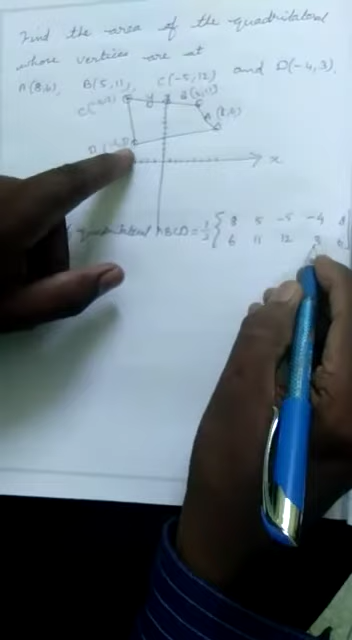 Find the area of the quadrilateral
whose vertices are at
A(8,6), B(5,11), C(-5,12) and D(-4,3).
C(-5,12) y B(5,11)
A(8,6)
D(
x
quadrilateral ABCD = 1/2 { 8 5 -5 -4 8
6 11 12 3 6